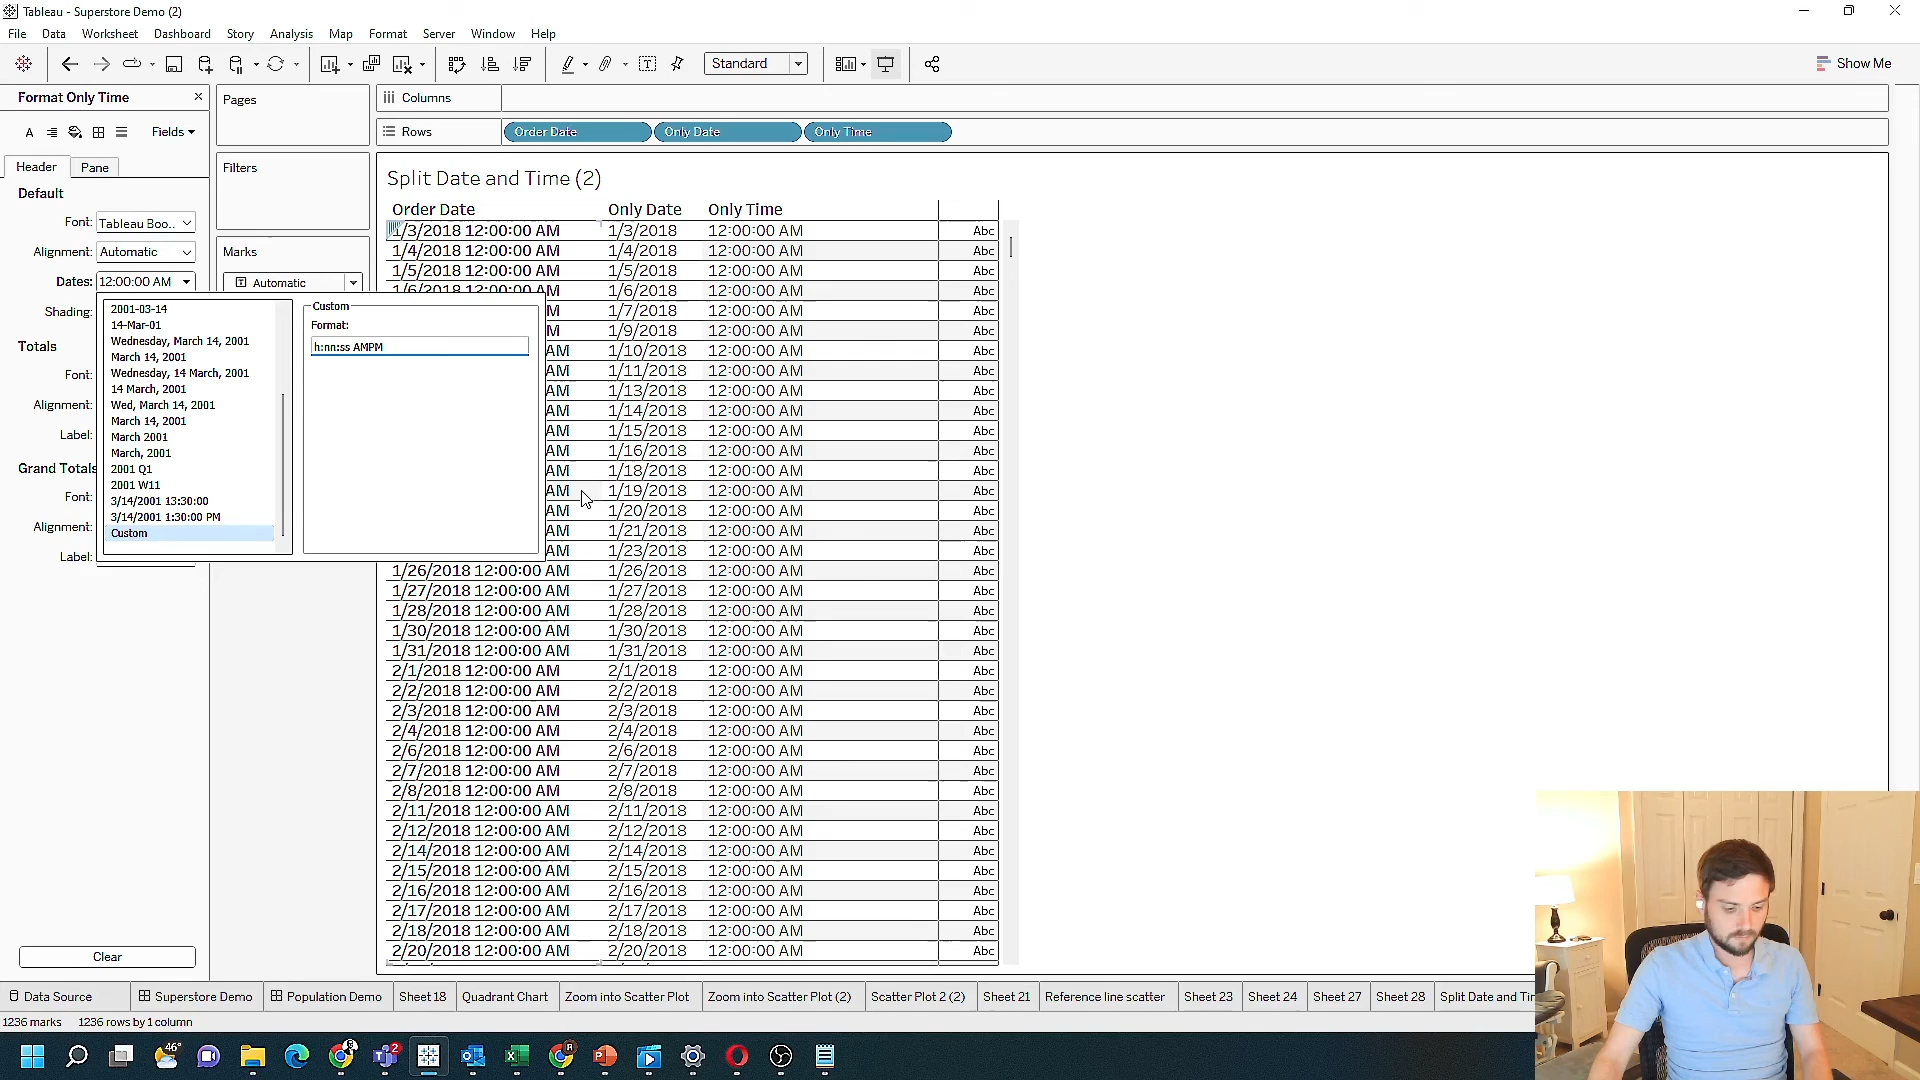 Tableau - Superstore Demo (2)
File Data Worksheet Dashboard Story Analysis Map Format Server Window Help
Standard
Show Me
Format Only Time
Fields
Header Pane
Default
Font: Tableau Boo..
Alignment: Automatic
Dates: 12:00:00 AM
Shading:
Totals
Font:
Alignment:
Label:
Grand Totals
Font:
Alignment:
Label:
Clear
2001-03-14
14-Mar-01
Wednesday, March 14, 2001
March 14, 2001
Wednesday, 14 March, 2001
14 March, 2001
Wed, March 14, 2001
March 14, 2001
March 2001
March, 2001
2001 Q1
2001 W11
3/14/2001 13:30:00
3/14/2001 1:30:00 PM
Custom
Custom
Format:
h:nn:ss AMPM
Pages
Filters
Marks
Automatic
Columns
Rows Order Date Only Date Only Time
Split Date and Time (2)
Order Date Only Date Only Time
1/3/2018 12:00:00 AM 1/3/2018 12:00:00 AM Abc
1/4/2018 12:00:00 AM 1/4/2018 12:00:00 AM Abc
1/5/2018 12:00:00 AM 1/5/2018 12:00:00 AM Abc
1/6/2018 12:00:00 AM 1/6/2018 12:00:00 AM Abc
M 1/7/2018 12:00:00 AM Abc
M 1/9/2018 12:00:00 AM Abc
AM 1/10/2018 12:00:00 AM Abc
AM 1/11/2018 12:00:00 AM Abc
AM 1/13/2018 12:00:00 AM Abc
AM 1/14/2018 12:00:00 AM Abc
AM 1/15/2018 12:00:00 AM Abc
AM 1/16/2018 12:00:00 AM Abc
AM 1/18/2018 12:00:00 AM Abc
AM 1/19/2018 12:00:00 AM Abc
AM 1/20/2018 12:00:00 AM Abc
AM 1/21/2018 12:00:00 AM Abc
AM 1/23/2018 12:00:00 AM Abc
1/26/2018 12:00:00 AM 1/26/2018 12:00:00 AM Abc
1/27/2018 12:00:00 AM 1/27/2018 12:00:00 AM Abc
1/28/2018 12:00:00 AM 1/28/2018 12:00:00 AM Abc
1/30/2018 12:00:00 AM 1/30/2018 12:00:00 AM Abc
1/31/2018 12:00:00 AM 1/31/2018 12:00:00 AM Abc
2/1/2018 12:00:00 AM 2/1/2018 12:00:00 AM Abc
2/2/2018 12:00:00 AM 2/2/2018 12:00:00 AM Abc
2/3/2018 12:00:00 AM 2/3/2018 12:00:00 AM Abc
2/4/2018 12:00:00 AM 2/4/2018 12:00:00 AM Abc
2/6/2018 12:00:00 AM 2/6/2018 12:00:00 AM Abc
2/7/2018 12:00:00 AM 2/7/2018 12:00:00 AM Abc
2/8/2018 12:00:00 AM 2/8/2018 12:00:00 AM Abc
2/11/2018 12:00:00 AM 2/11/2018 12:00:00 AM Abc
2/12/2018 12:00:00 AM 2/12/2018 12:00:00 AM Abc
2/14/2018 12:00:00 AM 2/14/2018 12:00:00 AM Abc
2/15/2018 12:00:00 AM 2/15/2018 12:00:00 AM Abc
2/16/2018 12:00:00 AM 2/16/2018 12:00:00 AM Abc
2/17/2018 12:00:00 AM 2/17/2018 12:00:00 AM Abc
2/18/2018 12:00:00 AM 2/18/2018 12:00:00 AM Abc
2/20/2018 12:00:00 AM 2/20/2018 12:00:00 AM Abc
Data Source Superstore Demo Population Demo Sheet 18 Quadrant Chart Zoom into Scatter Plot Zoom into Scatter Plot (2) Scatter Plot 2 (2) Sheet 21 Reference line scatter Sheet 23 Sheet 24 Sheet 27 Sheet 28 Split Date and Tim
1236 marks 1236 rows by 1 column
46° 2